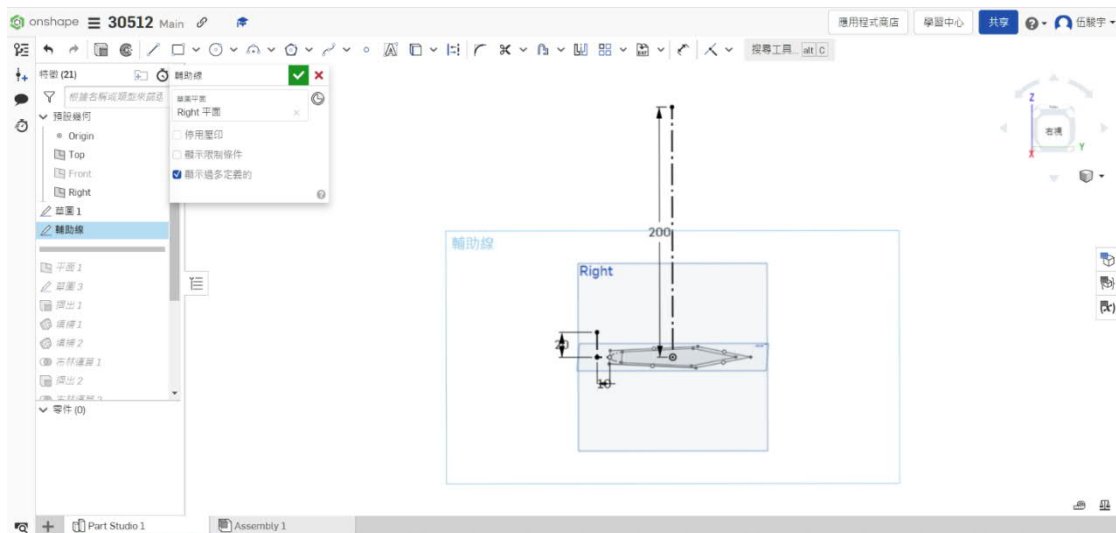 onshape 30512 Main
應用程式商店 學習中心 共享 伍駿宇
搜尋工具... alt C
特徵 (21)
根據名稱或類型來篩選
預設幾何
Origin
Top
Front
Right
草圖 1
輔助線
平面 1
草圖 3
擠出 1
填補 1
填補 2
布林運算 1
擠出 2
零件 (0)
輔助線
草圖平面
Right 平面
停用壓印
顯示限制條件
顯示過多定義的
輔助線
Right
200
20
10
Z
右視
Y
X
Part Studio 1
Assembly 1